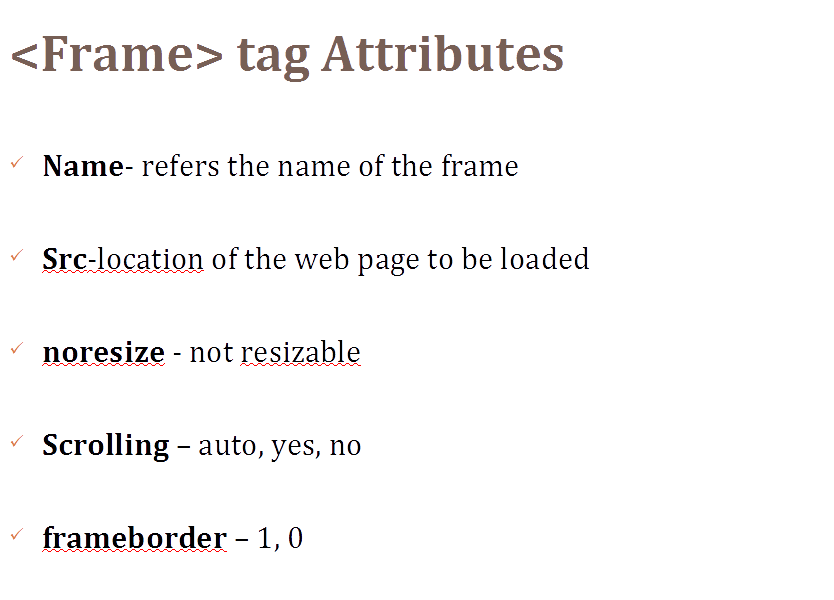 <Frame> tag Attributes
Name- refers the name of the frame
Src-location of the web page to be loaded
noresize - not resizable
Scrolling – auto, yes, no
frameborder – 1, 0